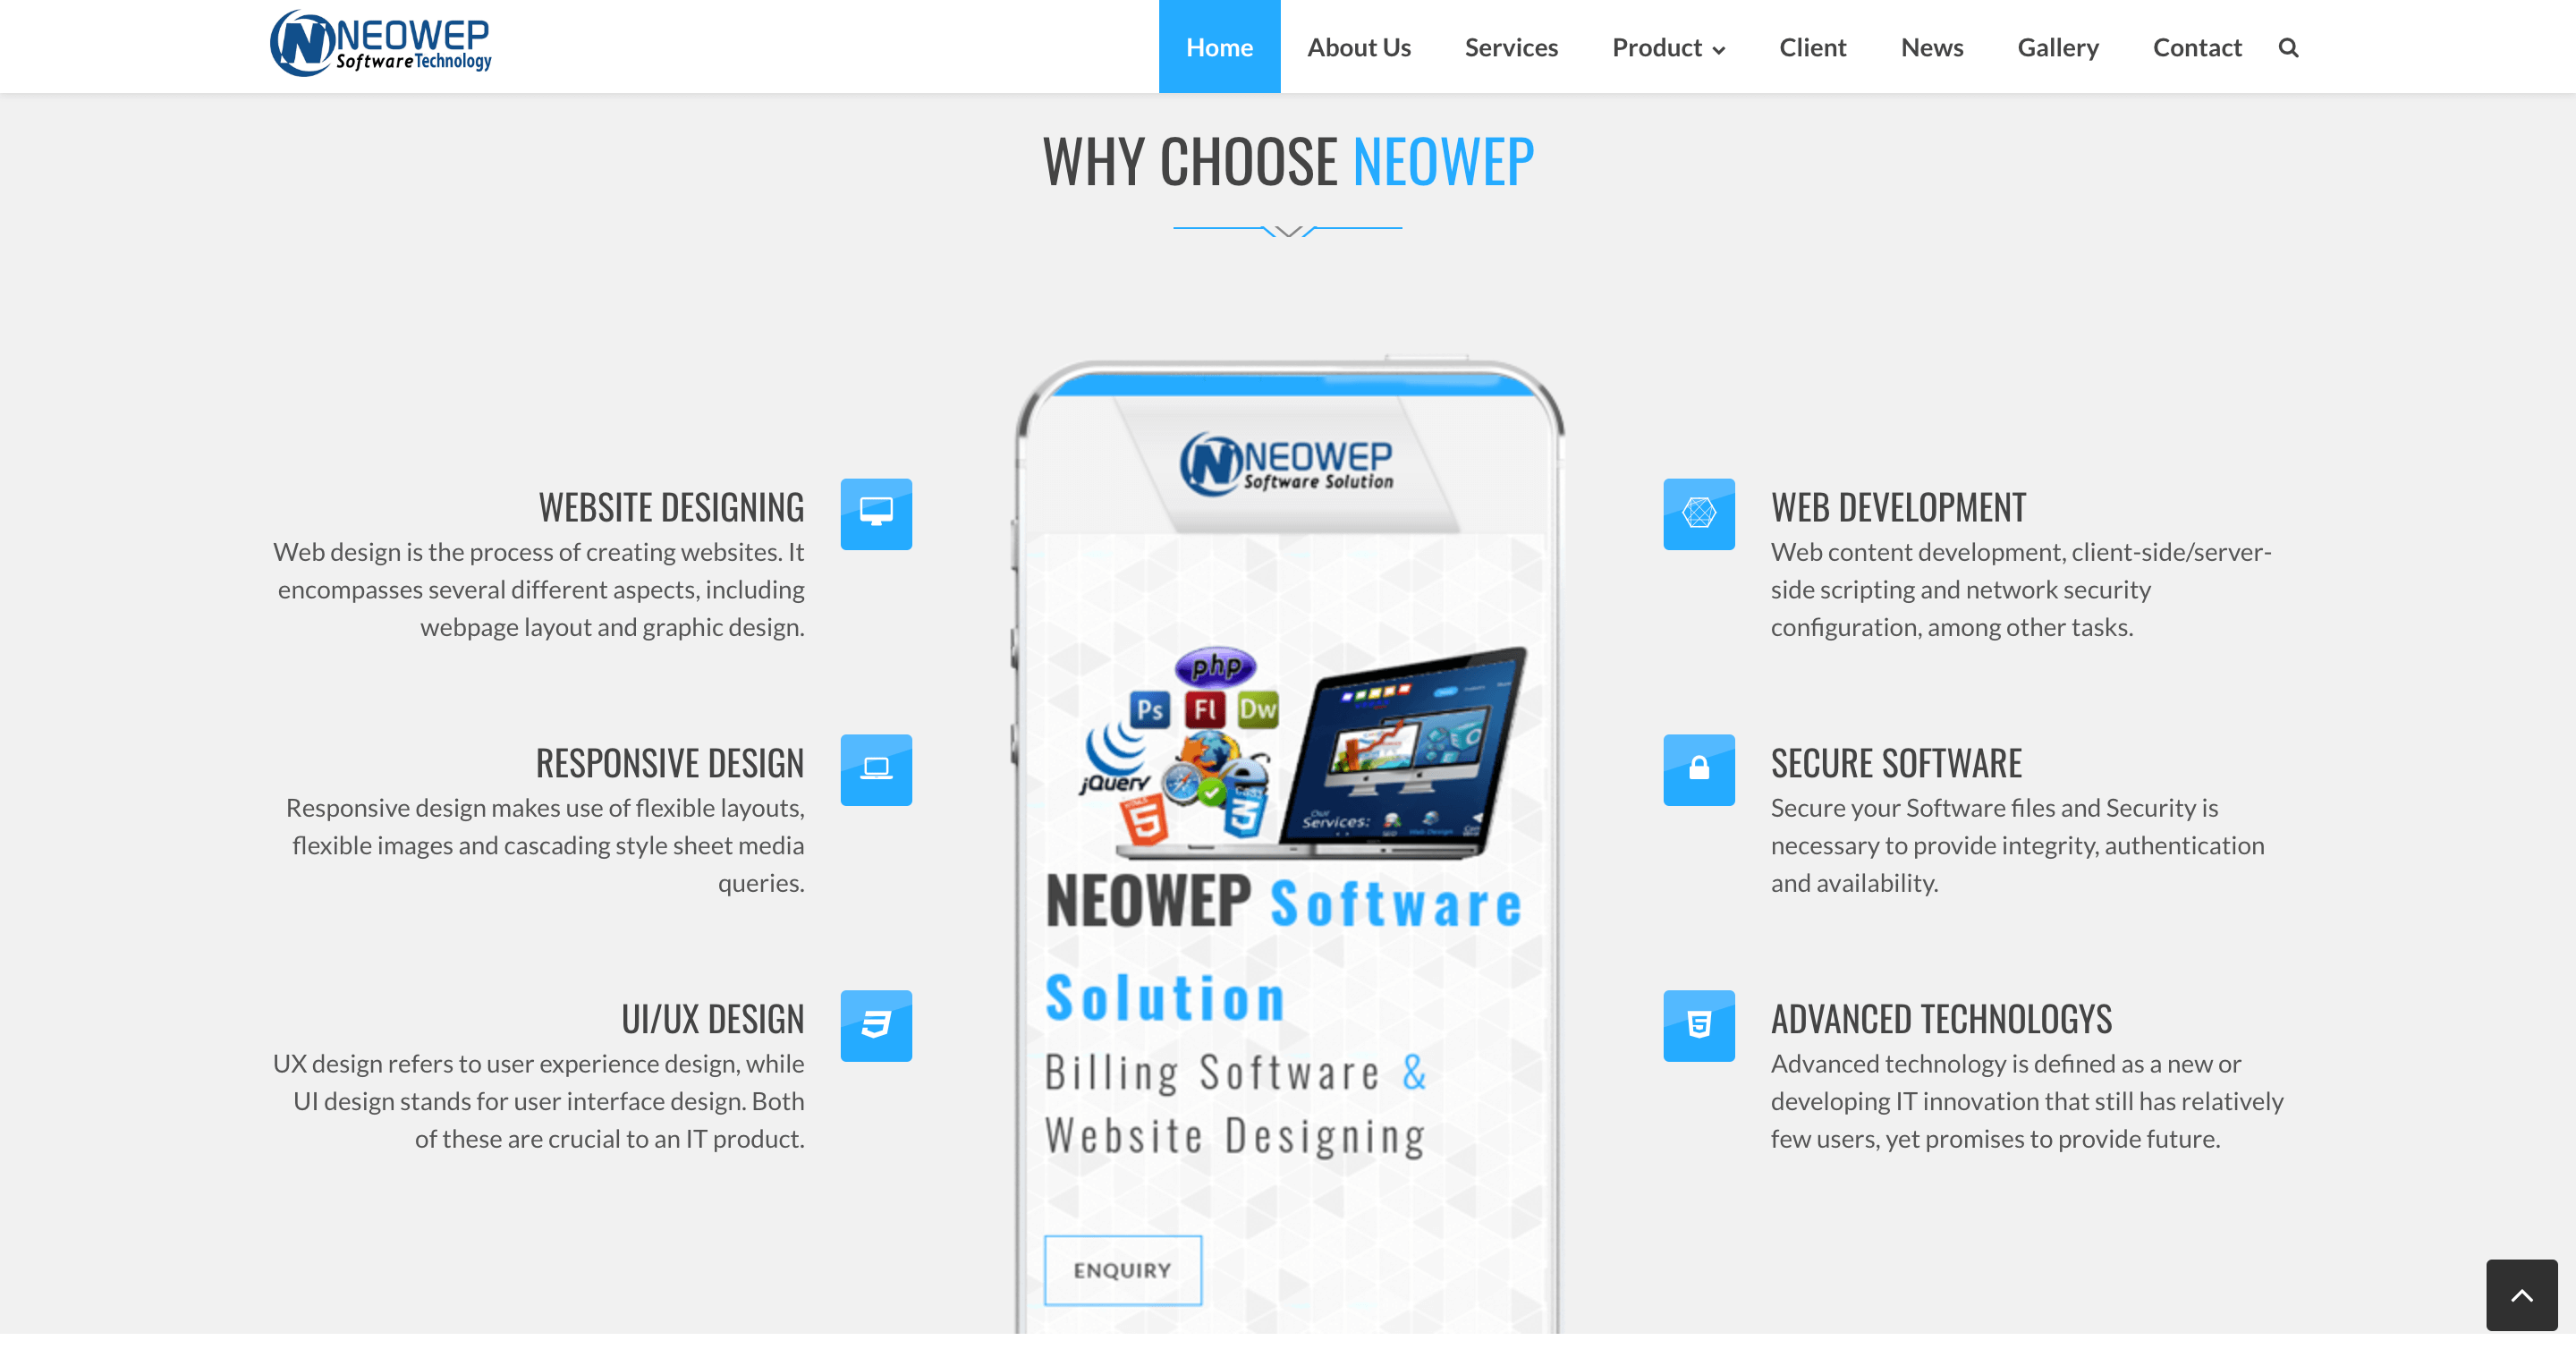 NEOWEP
Software Technology
Home About Us Services Product Client News Gallery Contact
WHY CHOOSE NEOWEP
WEBSITE DESIGNING
Web design is the process of creating websites. It
encompasses several different aspects, including
webpage layout and graphic design.
RESPONSIVE DESIGN
Responsive design makes use of flexible layouts,
flexible images and cascading style sheet media
queries.
UI/UX DESIGN
UX design refers to user experience design, while
UI design stands for user interface design. Both
of these are crucial to an IT product.
NEOWEP
Software Solution
php
Ps Fl Dw
jQuery
5
3
Our
Services:
NEOWEP Software
Solution
Billing Software &
Website Designing
ENQUIRY
WEB DEVELOPMENT
Web content development, client-side/server-
side scripting and network security
configuration, among other tasks.
SECURE SOFTWARE
Secure your Software files and Security is
necessary to provide integrity, authentication
and availability.
ADVANCED TECHNOLOGYS
Advanced technology is defined as a new or
developing IT innovation that still has relatively
few users, yet promises to provide future.